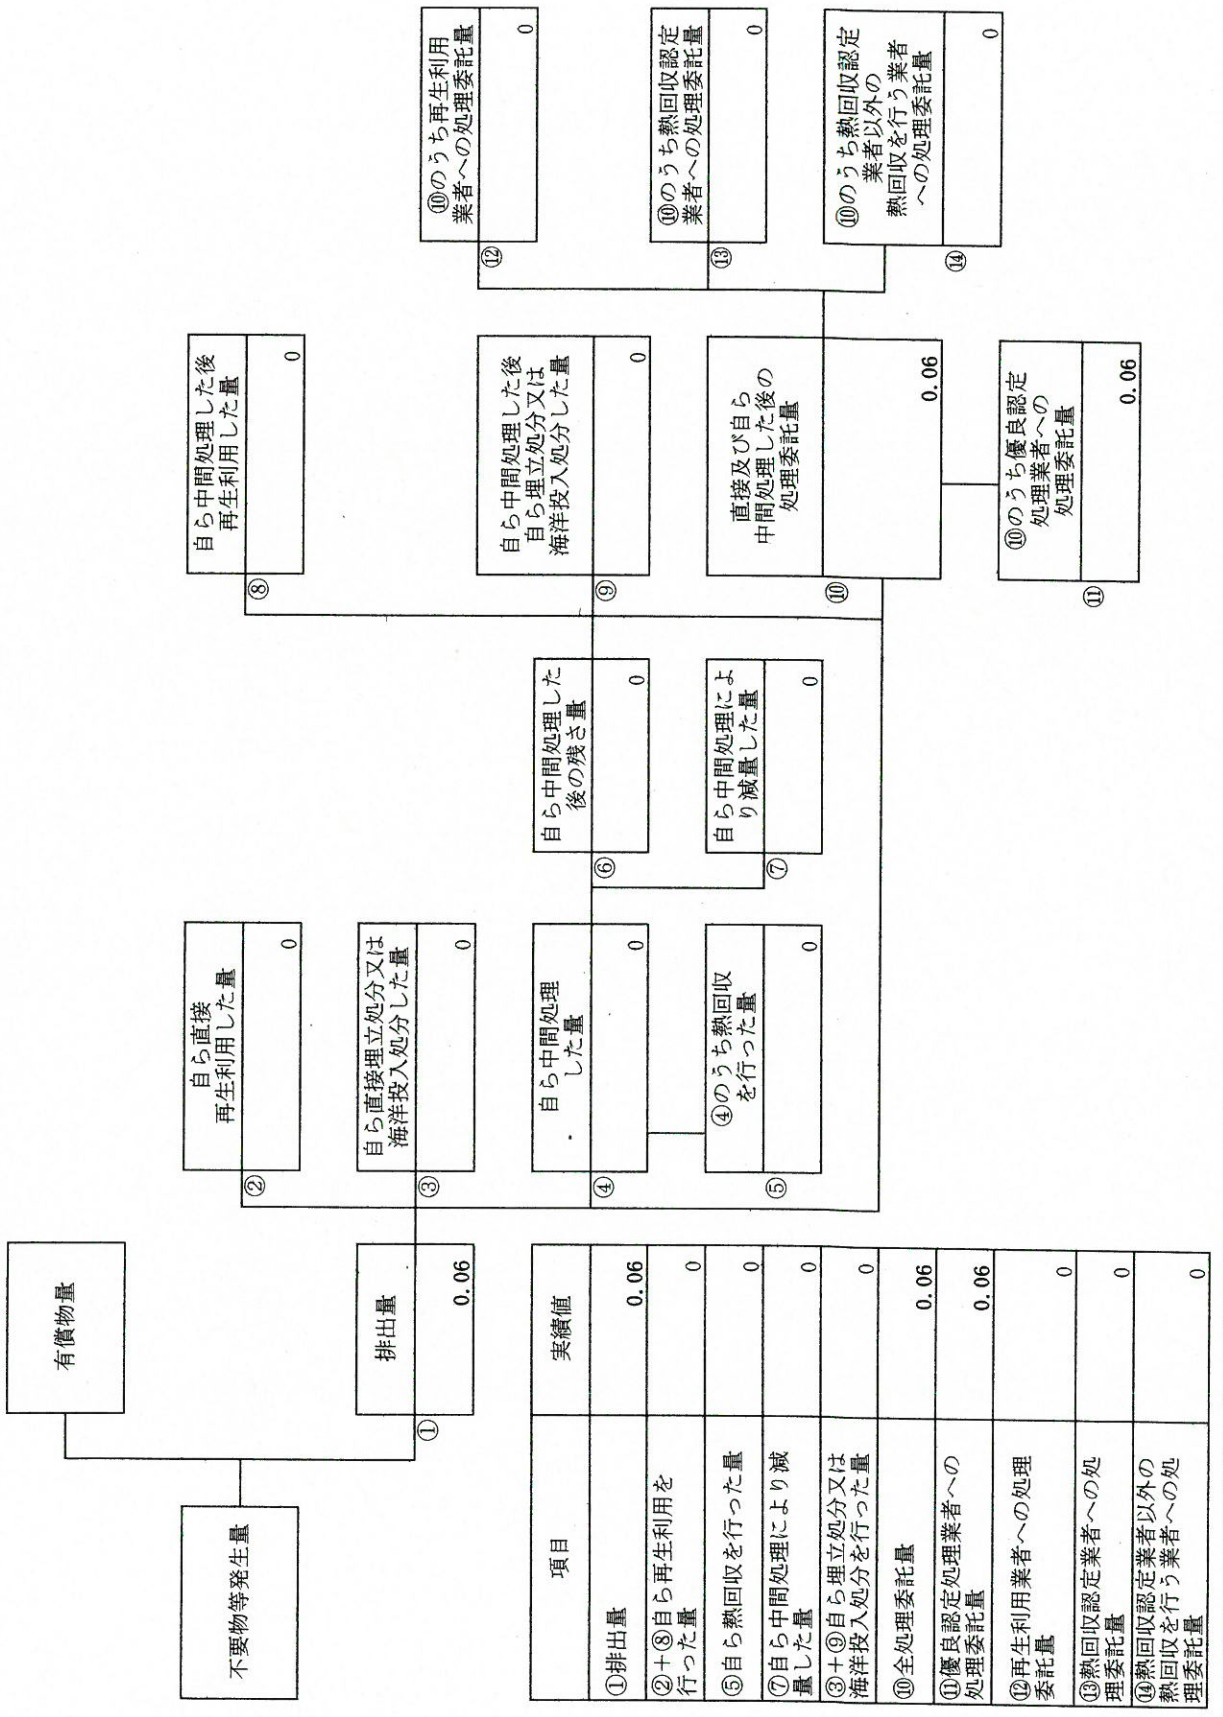 不要物等発生量
有償物量
①
排出量
0.06
②
自ら直接
再生利用した量
0
③
自ら直接埋立処分又は
海洋投入処分した量
0
④
自ら中間処理
した量
0
⑤
④のうち熱回収
を行った量
0
⑥
自ら中間処理した
後の残さ量
0
⑦
自ら中間処理によ
り減量した量
0
⑧
自ら中間処理した後
再生利用した量
0
⑨
自ら中間処理した後
自ら埋立処分又は
海洋投入処分した量
0
⑩
直接及び自ら
中間処理した後の
処理委託量
0.06
⑪
⑩のうち優良認定
処理業者への
処理委託量
0.06
⑫
⑩のうち再生利用
業者への処理委託量
0
⑬
⑩のうち熱回収認定
業者への処理委託量
0
⑭
⑩のうち熱回収認定
業者以外の
熱回収を行う業者
への処理委託量
0
項目 実績値
①排出量 0.06
②+⑧自ら再生利用を
行った量 0
⑤自ら熱回収を行った量 0
⑦自ら中間処理により減
量した量 0
③+⑨自ら埋立処分又は
海洋投入処分を行った量 0
⑩全処理委託量 0.06
⑪優良認定処理業者への
処理委託量 0.06
⑫再生利用業者への処理
委託量 0
⑬熱回収認定業者への処
理委託量 0
⑭熱回収認定業者以外の
熱回収を行う業者への処
理委託量 0